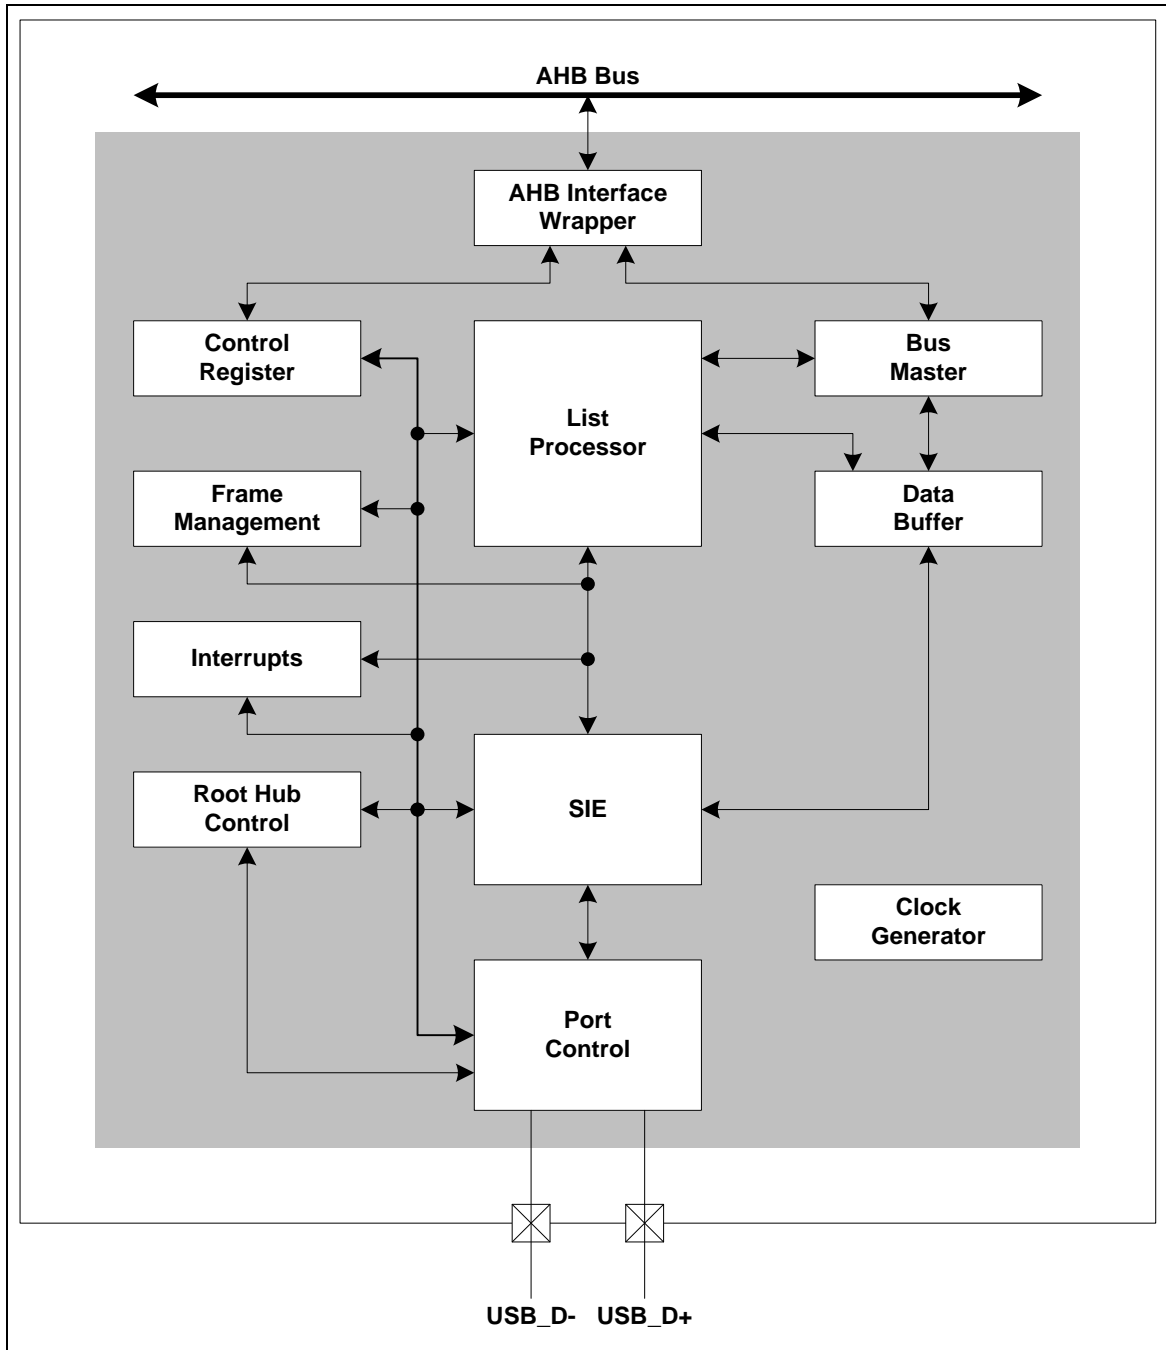 AHB Bus
AHB Interface
Wrapper
Control
Register
List
Processor
Bus
Master
Frame
Management
Data
Buffer
Interrupts
Root Hub
Control
SIE
Clock
Generator
Port
Control
USB_D-
USB_D+